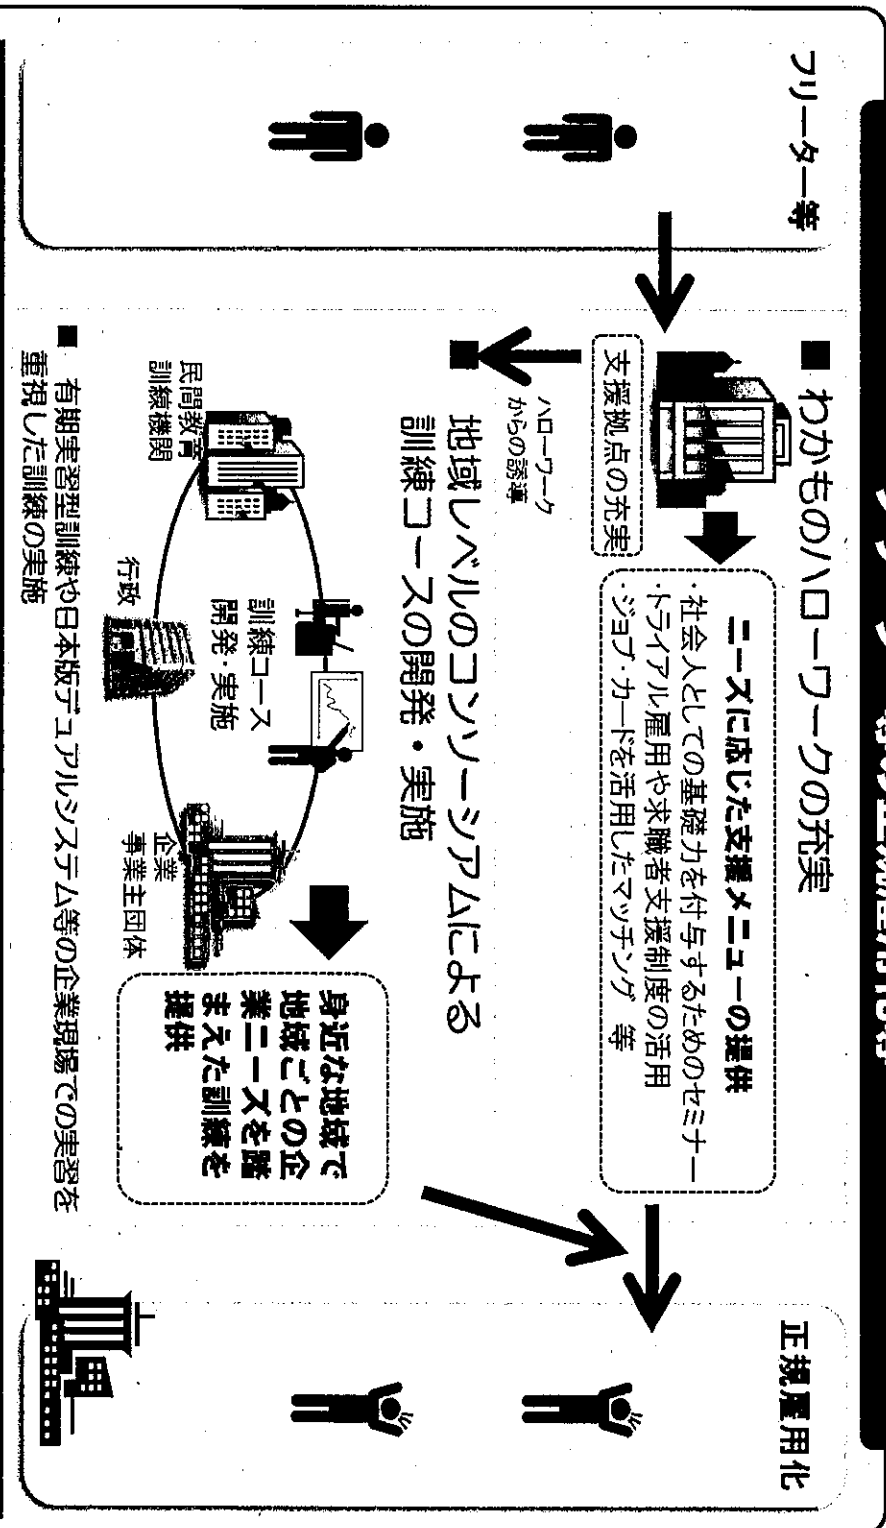 フリーター等
■ わかものハローワークの充実
支援拠点の充実
ニーズに応じた支援メニューの提供
・社会人としての基礎力を付与するためのセミナー
・トライアル雇用や求職者支援制度の活用
・ジョブ・カードを活用したマッチング 等
ハローワーク
からの誘導
■ 地域レベルのコンソーシアムによる
訓練コースの開発・実施
民間教育
訓練機関
訓練コース
開発・実施
行政
企業
事業主団体
身近な地域で
地域ごとの企
業ニーズを踏
まえた訓練を
提供
■ 有期実習型訓練や日本版デュアルシステム等の企業現場での実習を
重視した訓練の実施
正規雇用化